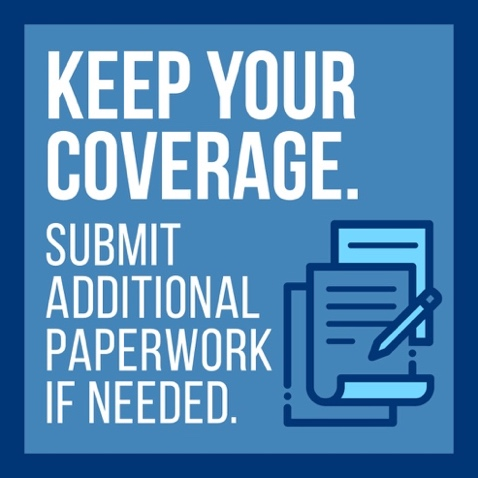 KEEP YOUR
COVERAGE.
SUBMIT
ADDITIONAL
PAPERWORK
IF NEEDED.